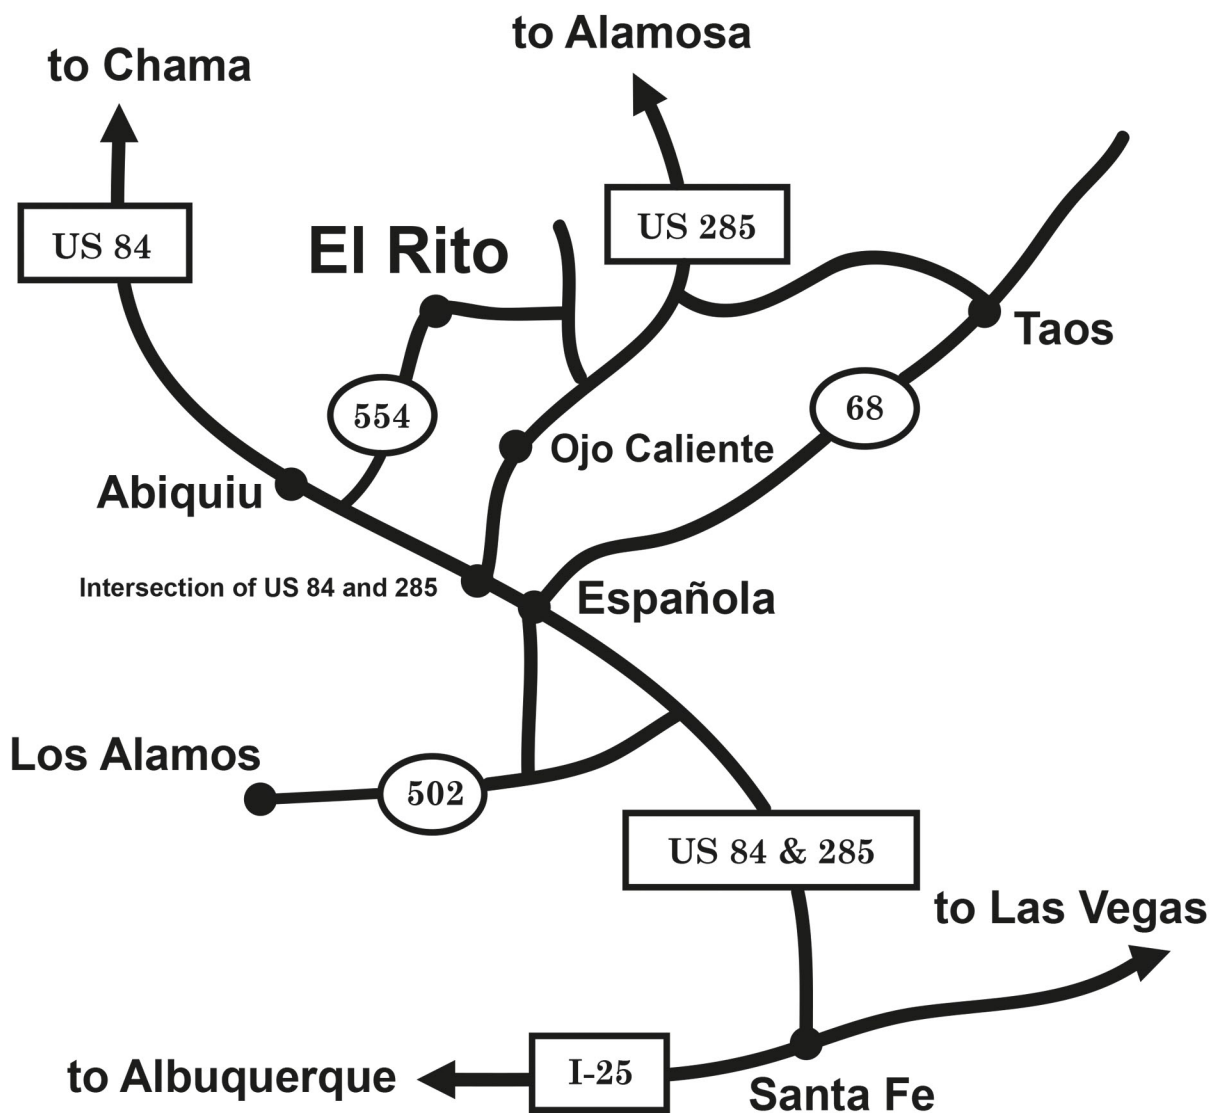 to Alamosa
to Chama
US 84
US 285
El Rito
Taos
554
68
Ojo Caliente
Abiquiu
Intersection of US 84 and 285
Española
Los Alamos
502
US 84 & 285
to Las Vegas
I-25
to Albuquerque
Santa Fe